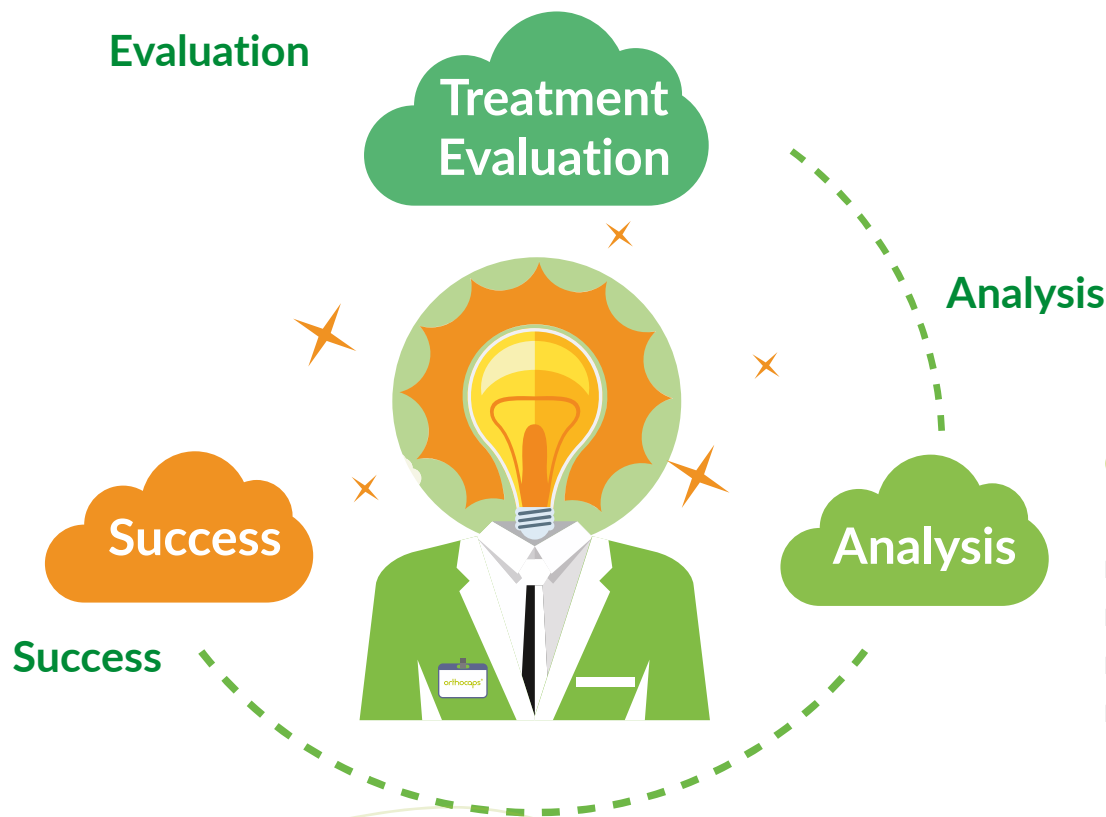 Evaluation
Treatment
Evaluation
Analysis
Success
Analysis
Success
orthocaps